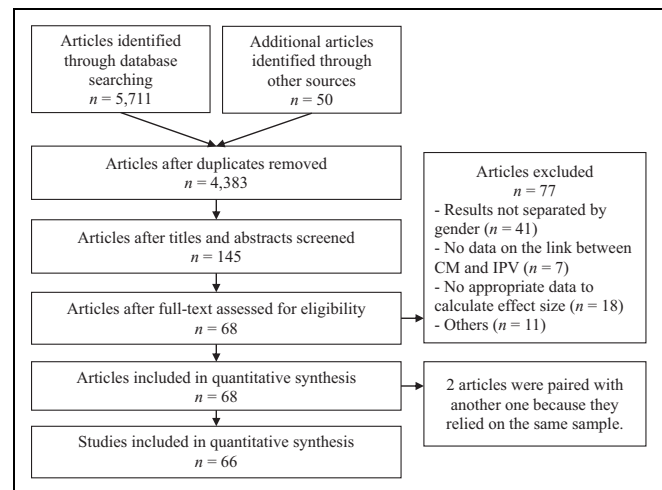 Articles identified
through database
searching
n = 5,711
Additional articles
identified through
other sources
n = 50
Articles after duplicates removed
n = 4,383
Articles after titles and abstracts screened
n = 145
Articles after full-text assessed for eligibility
n = 68
Articles excluded
n = 77
- Results not separated by
gender (n = 41)
- No data on the link between
CM and IPV (n = 7)
- No appropriate data to
calculate effect size (n = 18)
- Others (n = 11)
Articles included in quantitative synthesis
n = 68
2 articles were paired with
another one because they
relied on the same sample.
Studies included in quantitative synthesis
n = 66